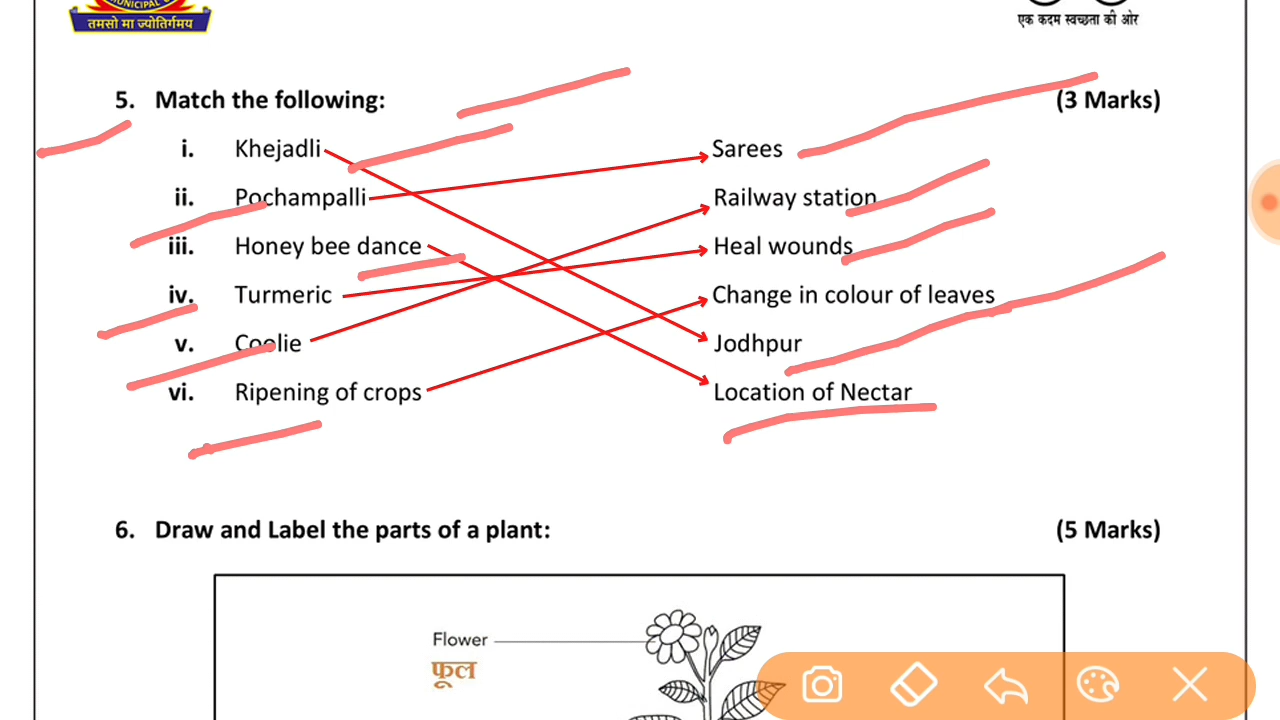 MUNICIPAL
तमसो मा ज्योतिर्गमय
एक कदम स्वच्छता की ओर
5. Match the following: (3 Marks)
i. Khejadli Sarees
ii. Pochampalli Railway station
iii. Honey bee dance Heal wounds
iv. Turmeric Change in colour of leaves
v. Coolie Jodhpur
vi. Ripening of crops Location of Nectar
6. Draw and Label the parts of a plant: (5 Marks)
Flower
फूल